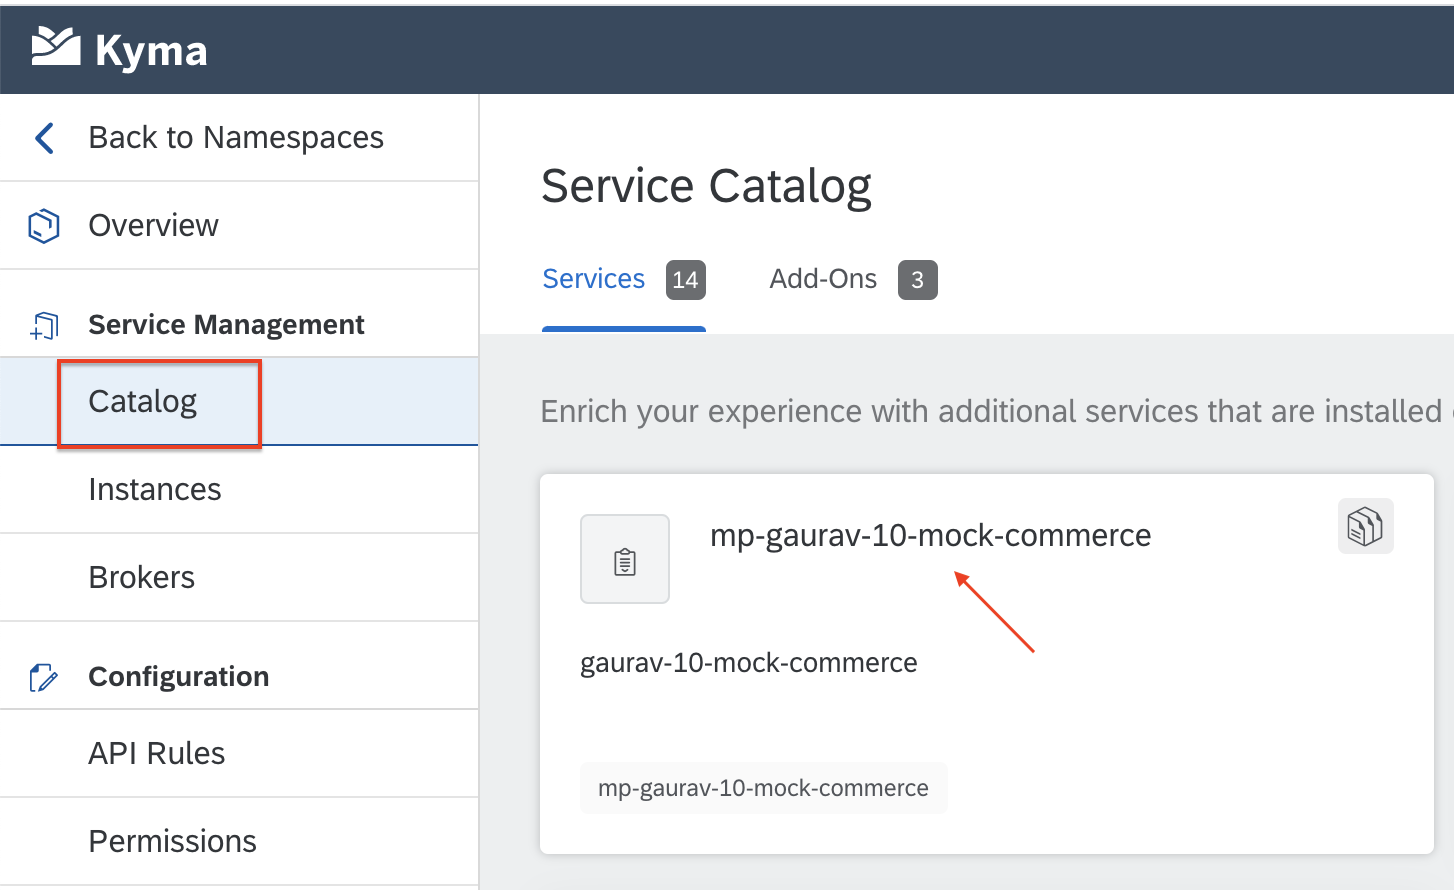 Kyma
Back to Namespaces
Overview
Service Management
Catalog
Instances
Brokers
Configuration
API Rules
Permissions
Service Catalog
Services 14 Add-Ons 3
Enrich your experience with additional services that are installed
mp-gaurav-10-mock-commerce
gaurav-10-mock-commerce
mp-gaurav-10-mock-commerce